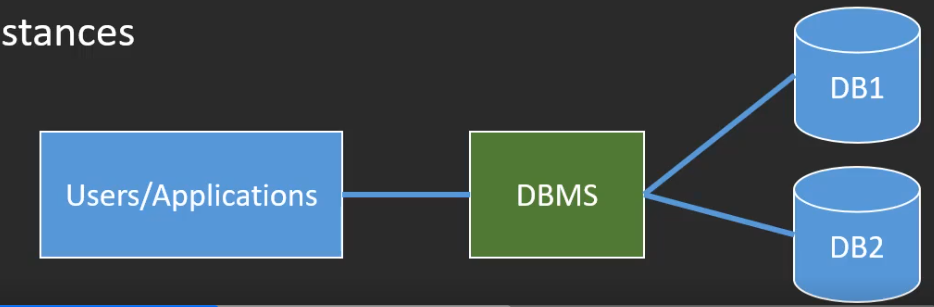 stances
Users/Applications
DBMS
DB1
DB2